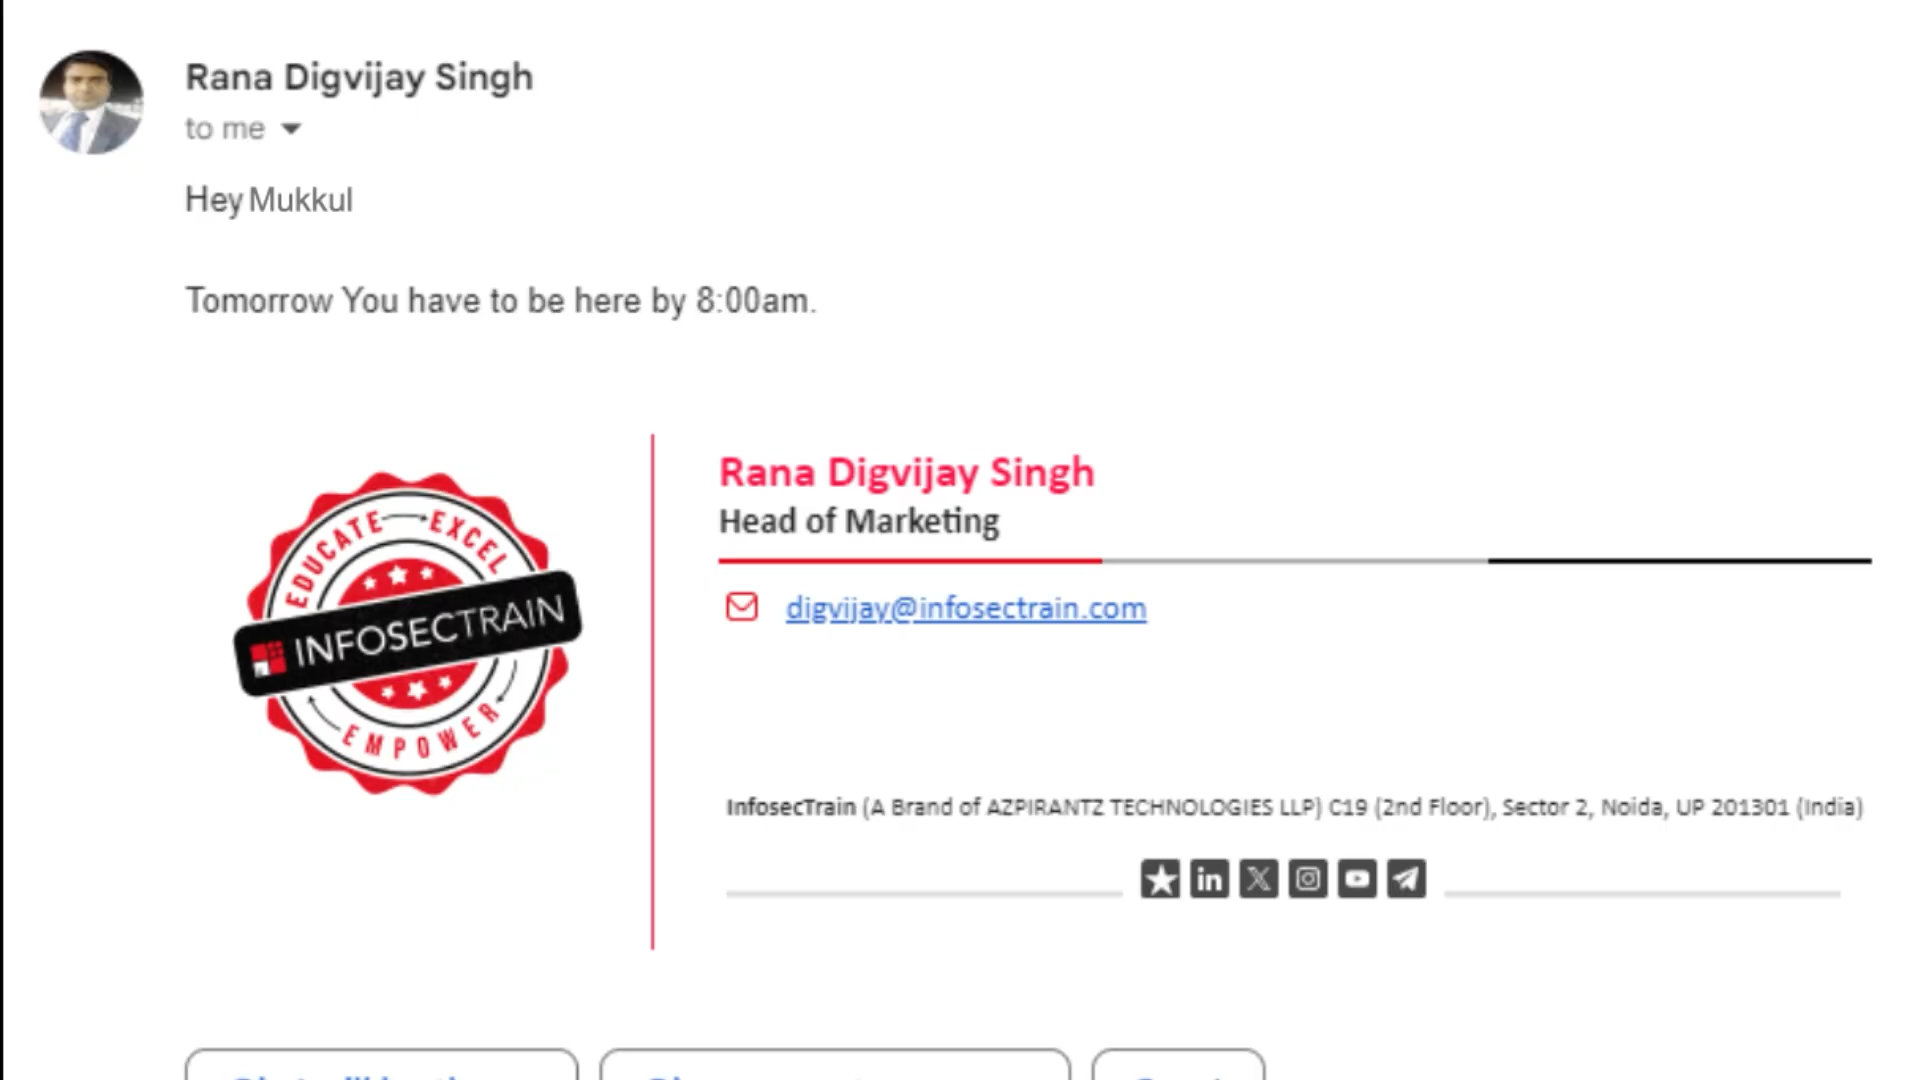 Rana Digvijay Singh
to me
Hey Mukkul
Tomorrow You have to be here by 8:00am.
EDUCATE EXCEL
INFOSECTRAIN
EMPOWER
Rana Digvijay Singh
Head of Marketing
digvijay@infosectrain.com
InfosecTrain (A Brand of AZPIRANTZ TECHNOLOGIES LLP) C19 (2nd Floor), Sector 2, Noida, UP 201301 (India)
in